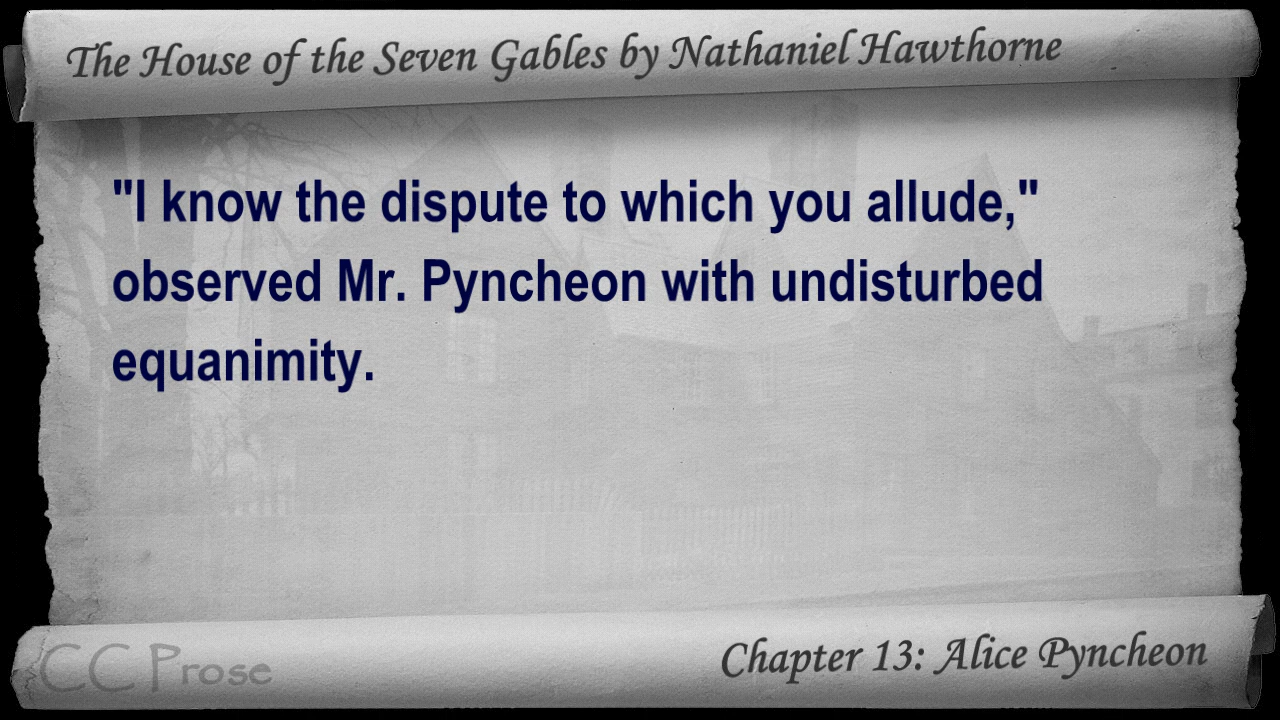 The House of the Seven Gables by Nathaniel Hawthorne
"I know the dispute to which you allude,"
observed Mr. Pyncheon with undisturbed
equanimity.
CC Prose
Chapter 13: Alice Pyncheon